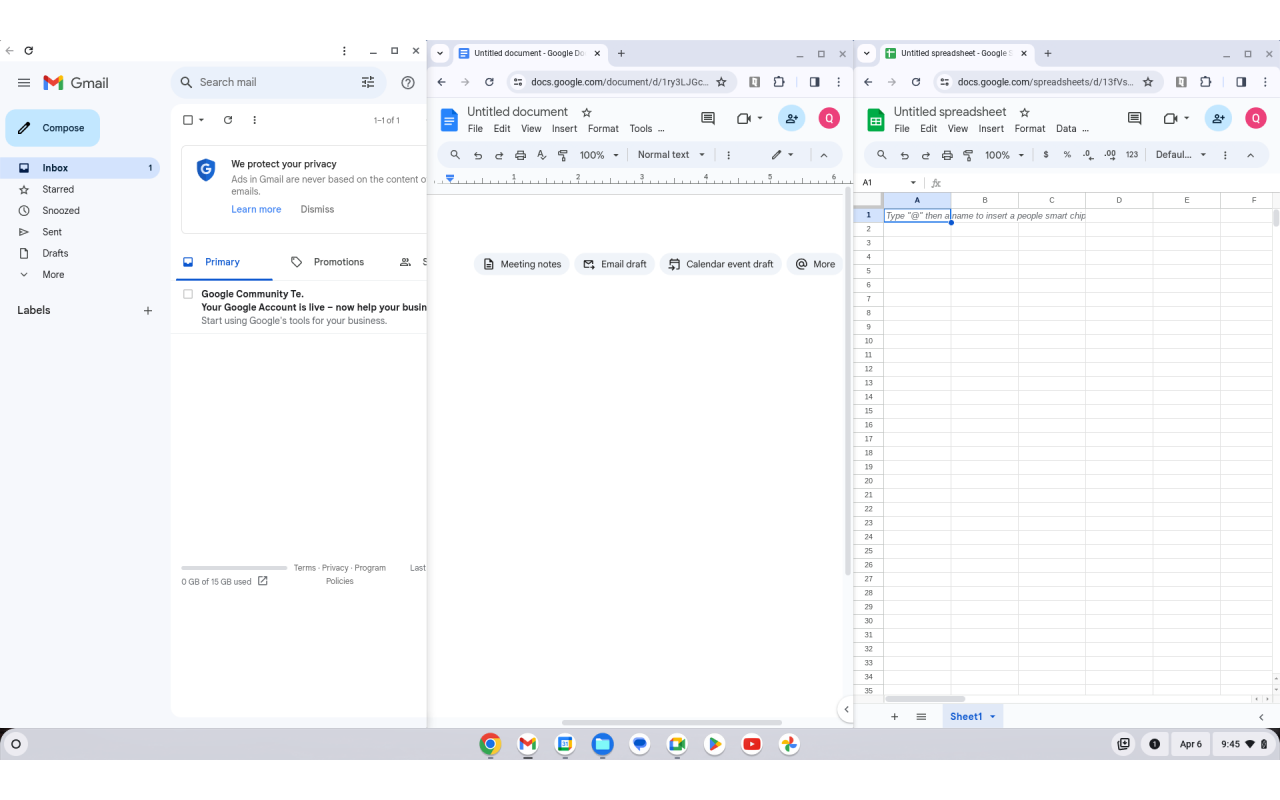 Gmail
Search mail
Compose
Inbox 1
Starred
Snoozed
Sent
Drafts
More
Labels
1–1 of 1
We protect your privacy
Ads in Gmail are never based on the content o
emails.
Learn more Dismiss
Primary Promotions S
Google Community Te.
Your Google Account is live – now help your busin
Start using Google's tools for your business.
Terms · Privacy · Program Last
0 GB of 15 GB used Policies
Untitled document - Google Do
docs.google.com/document/d/1ry3LJGc...
Untitled document
Q
File Edit View Insert Format Tools ...
100% Normal text
1 2 3 4 5 6
Meeting notes Email draft Calendar event draft More
Untitled spreadsheet - Google S
docs.google.com/spreadsheets/d/13fVs...
Untitled spreadsheet
Q
File Edit View Insert Format Data ...
100% $ % .0 .00 123 Defaul...
A1 fx
A B C D E F
1 Type "@" then a name to insert a people smart chip
2
3
4
5
6
7
8
9
10
11
12
13
14
15
16
17
18
19
20
21
22
23
24
25
26
27
28
29
30
31
32
33
34
35
Sheet1
1 Apr 6 9:45